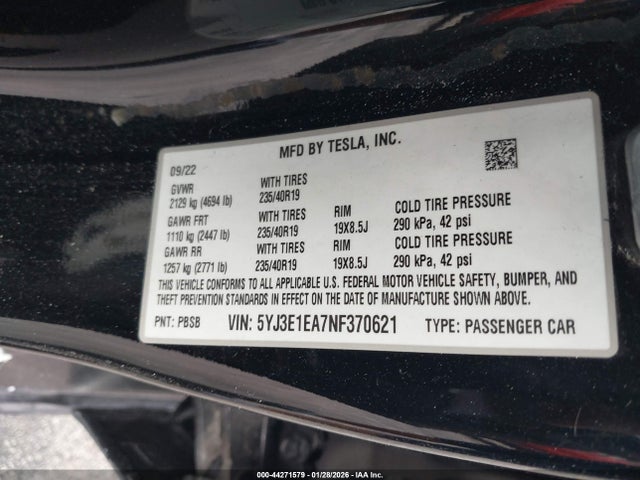 MFD BY TESLA, INC.
09/22
GVWR WITH TIRES
2129 kg (4694 lb) 235/40R19
GAWR FRT WITH TIRES RIM COLD TIRE PRESSURE
1110 kg (2447 lb) 235/40R19 19X8.5J 290 kPa, 42 psi
GAWR RR WITH TIRES RIM COLD TIRE PRESSURE
1257 kg (2771 lb) 235/40R19 19X8.5J 290 kPa, 42 psi
THIS VEHICLE CONFORMS TO ALL APPLICABLE U.S. FEDERAL MOTOR VEHICLE SAFETY, BUMPER, AND
THEFT PREVENTION STANDARDS IN EFFECT ON THE DATE OF MANUFACTURE SHOWN ABOVE.
PNT: PBSB VIN: 5YJ3E1EA7NF370621 TYPE: PASSENGER CAR
000-44271579 | 01/28/2026 | IAA Inc.